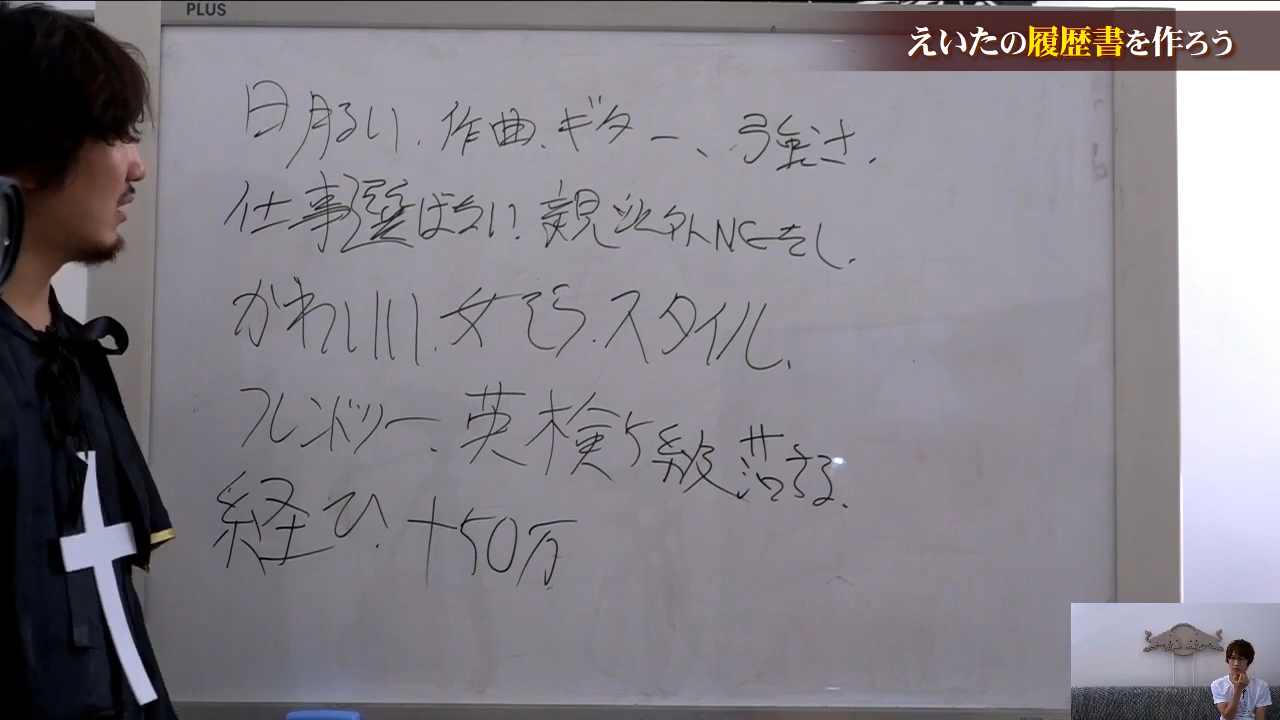 PLUS
えいたの履歴書を作ろう
明るい、作曲、ギター、強さ、
仕事選ばない、親以外NGなし、
かわいい、女そう、スタイル、
フレンドリー、英検5級落ちる、
経ひ、+50万